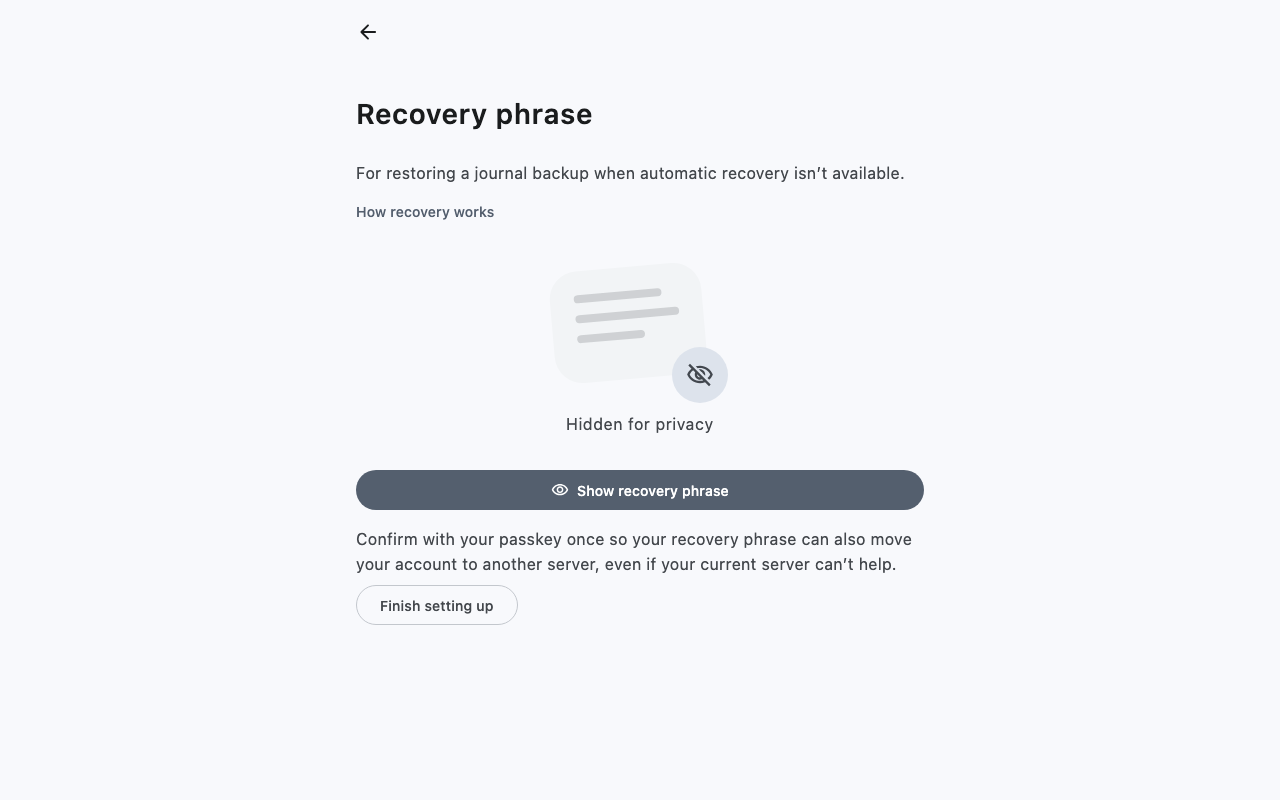 Recovery phrase
For restoring a journal backup when automatic recovery isn’t available.
How recovery works
Hidden for privacy
Show recovery phrase
Confirm with your passkey once so your recovery phrase can also move
your account to another server, even if your current server can’t help.
Finish setting up